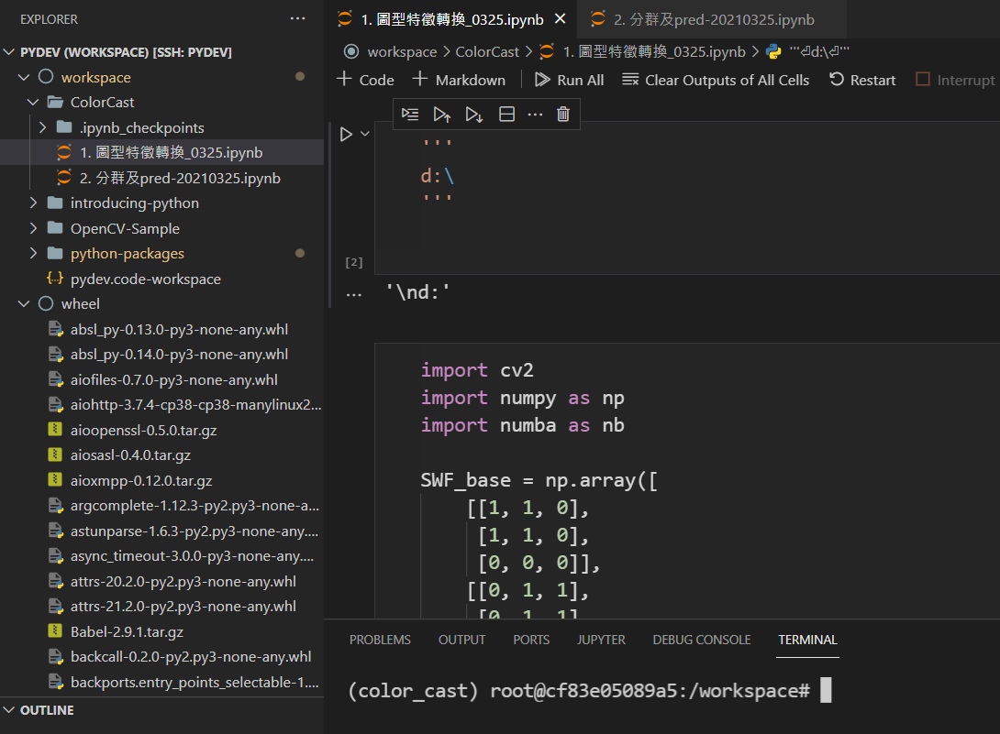 EXPLORER
PYDEV (WORKSPACE) [SSH: PYDEV]
workspace
ColorCast
.ipynb_checkpoints
1. 圖型特徵轉換_0325.ipynb
2. 分群及pred-20210325.ipynb
introducing-python
OpenCV-Sample
python-packages
{..} pydev.code-workspace
wheel
absl_py-0.13.0-py3-none-any.whl
absl_py-0.14.0-py3-none-any.whl
aiofiles-0.7.0-py3-none-any.whl
aiohttp-3.7.4-cp38-cp38-manylinux2...
aioopenssl-0.5.0.tar.gz
aiosasl-0.4.0.tar.gz
aioxmpp-0.12.0.tar.gz
argcomplete-1.12.3-py2.py3-none-a...
astunparse-1.6.3-py2.py3-none-any....
async_timeout-3.0.0-py3-none-any....
attrs-20.2.0-py2.py3-none-any.whl
attrs-21.2.0-py2.py3-none-any.whl
Babel-2.9.1.tar.gz
backcall-0.2.0-py2.py3-none-any.whl
backports.entry_points_selectable-1....
OUTLINE
1. 圖型特徵轉換_0325.ipynb
2. 分群及pred-20210325.ipynb
workspace > ColorCast > 1. 圖型特徵轉換_0325.ipynb > '''⏎d:\⏎'''
+ Code + Markdown Run All Clear Outputs of All Cells Restart Interrupt
'''
d:\
'''
[2]
... '\nd:'
import cv2
import numpy as np
import numba as nb
SWF_base = np.array([
[[1, 1, 0],
[1, 1, 0],
[0, 0, 0]],
[[0, 1, 1],
[0, 1, 1],
PROBLEMS OUTPUT PORTS JUPYTER DEBUG CONSOLE TERMINAL
(color_cast) root@cf83e05089a5:/workspace#